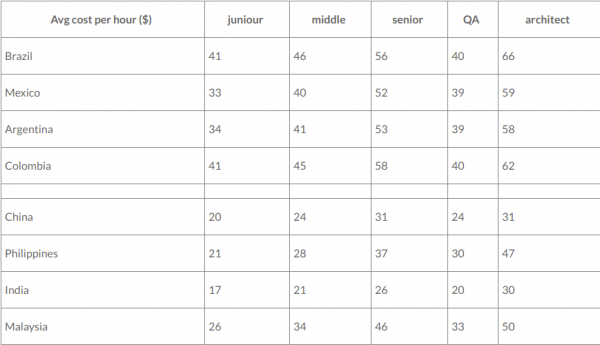 Avg cost per hour ($) juniour middle senior QA architect
Brazil 41 46 56 40 66
Mexico 33 40 52 39 59
Argentina 34 41 53 39 58
Colombia 41 45 58 40 62
China 20 24 31 24 31
Philippines 21 28 37 30 47
India 17 21 26 20 30
Malaysia 26 34 46 33 50